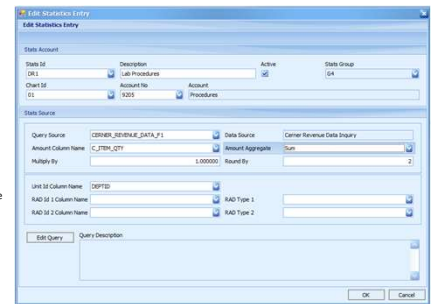 Edit Statistics Entry
Edit Statistics Entry
Stats Account
Stats Id Description Active Stats Group
DR1 Lab Procedures G4
Chart Id Account No Account
01 9205 Procedures
Stats Source
Query Source CERNER_REVENUE_DATA_F1 Data Source Cerner Revenue Data Inquiry
Amount Column Name C_ITEM_QTY Amount Aggregate Sum
Multiply By 1.000000 Round By 2
Unit Id Column Name DEPTID
e
RAD Id 1 Column Name RAD Type 1
RAD Id 2 Column Name RAD Type 2
Edit Query Query Description
OK Cancel